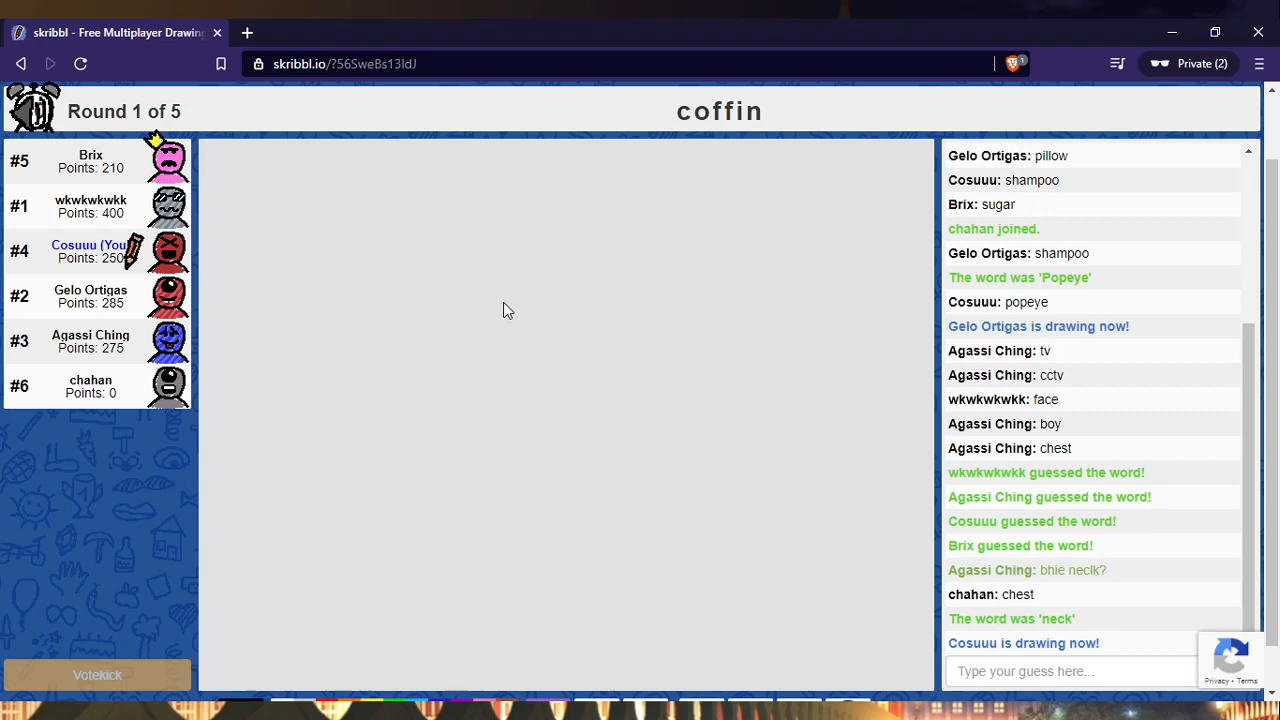 skribbl - Free Multiplayer Drawin
skribbl.io/?56SweBs13IdJ
1
Private (2)
Round 1 of 5
coffin
#5 Brix
Points: 210
#1 wkwkwkwkk
Points: 400
#4 Cosuuu (You
Points: 250
#2 Gelo Ortigas
Points: 285
#3 Agassi Ching
Points: 275
#6 chahan
Points: 0
Votekick
Gelo Ortigas: pillow
Cosuuu: shampoo
Brix: sugar
chahan joined.
Gelo Ortigas: shampoo
The word was 'Popeye'
Cosuuu: popeye
Gelo Ortigas is drawing now!
Agassi Ching: tv
Agassi Ching: cctv
wkwkwkwkk: face
Agassi Ching: boy
Agassi Ching: chest
wkwkwkwkk guessed the word!
Agassi Ching guessed the word!
Cosuuu guessed the word!
Brix guessed the word!
Agassi Ching: bhie neclk?
chahan: chest
The word was 'neck'
Cosuuu is drawing now!
Type your guess here...
Privacy - Terms